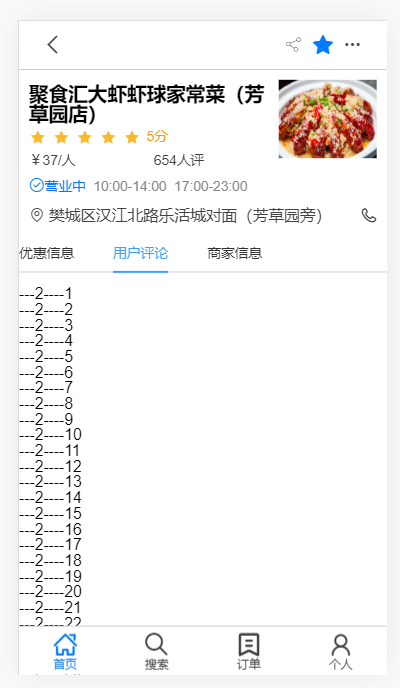 聚食汇大虾虾球家常菜（芳
草园店）
5分
￥37/人 654人评
营业中 10:00-14:00 17:00-23:00
樊城区汉江北路乐活城对面（芳草园旁）
优惠信息 用户评论 商家信息
---2----1
---2----2
---2----3
---2----4
---2----5
---2----6
---2----7
---2----8
---2----9
---2----10
---2----11
---2----12
---2----13
---2----14
---2----15
---2----16
---2----17
---2----18
---2----19
---2----20
---2----21
---2----22
首页 搜索 订单 个人